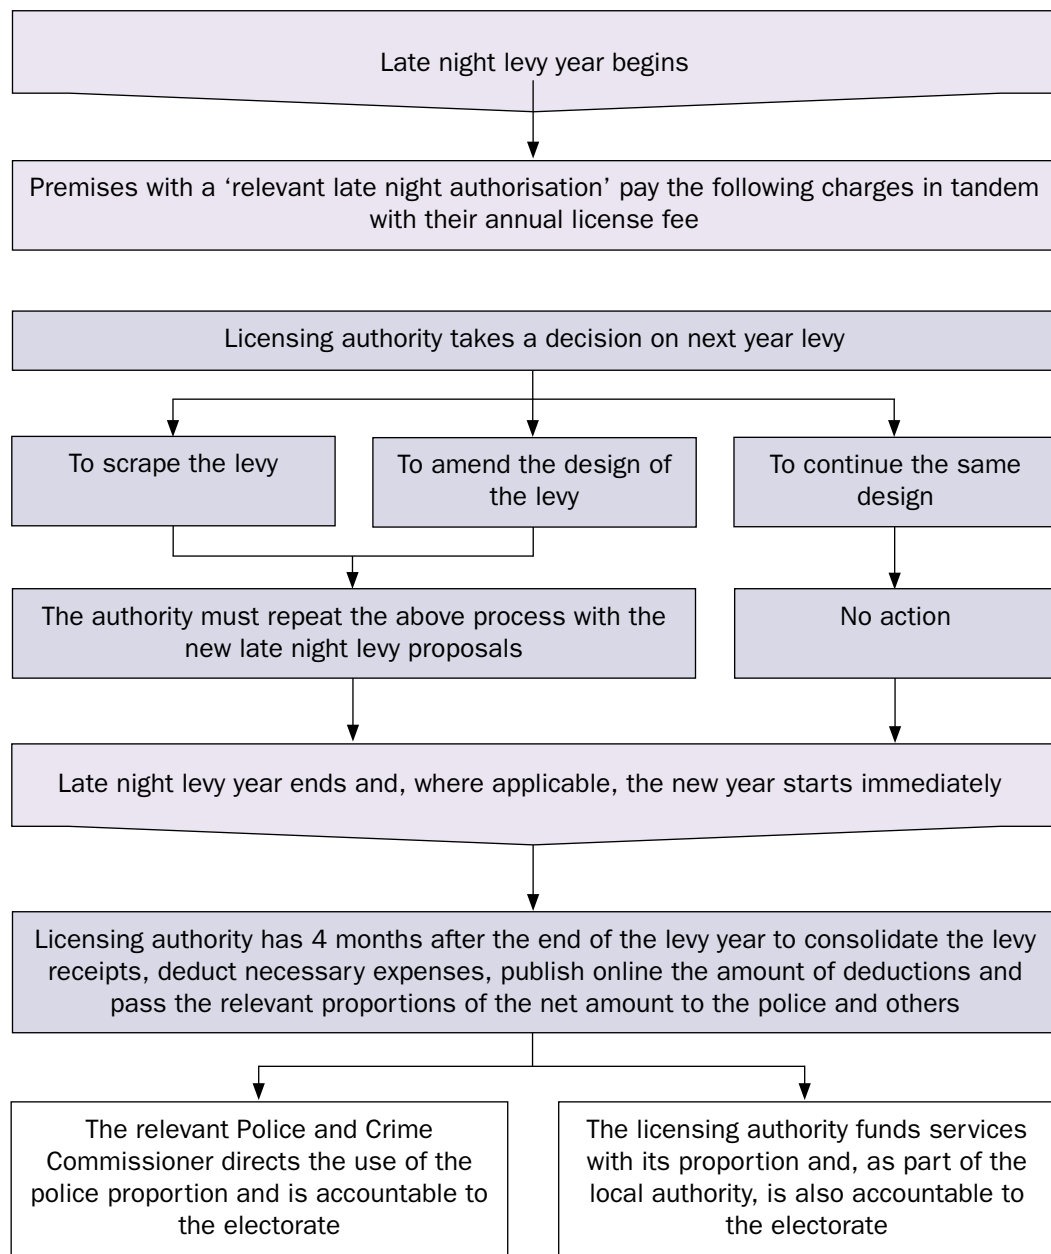 Late night levy year begins
Premises with a ‘relevant late night authorisation’ pay the following charges in tandem
with their annual license fee
Licensing authority takes a decision on next year levy
To scrape the levy
To amend the design of
the levy
To continue the same
design
The authority must repeat the above process with the
new late night levy proposals
No action
Late night levy year ends and, where applicable, the new year starts immediately
Licensing authority has 4 months after the end of the levy year to consolidate the levy
receipts, deduct necessary expenses, publish online the amount of deductions and
pass the relevant proportions of the net amount to the police and others
The relevant Police and Crime
Commissioner directs the use of the
police proportion and is accountable to
the electorate
The licensing authority funds services
with its proportion and, as part of the
local authority, is also accountable to
the electorate